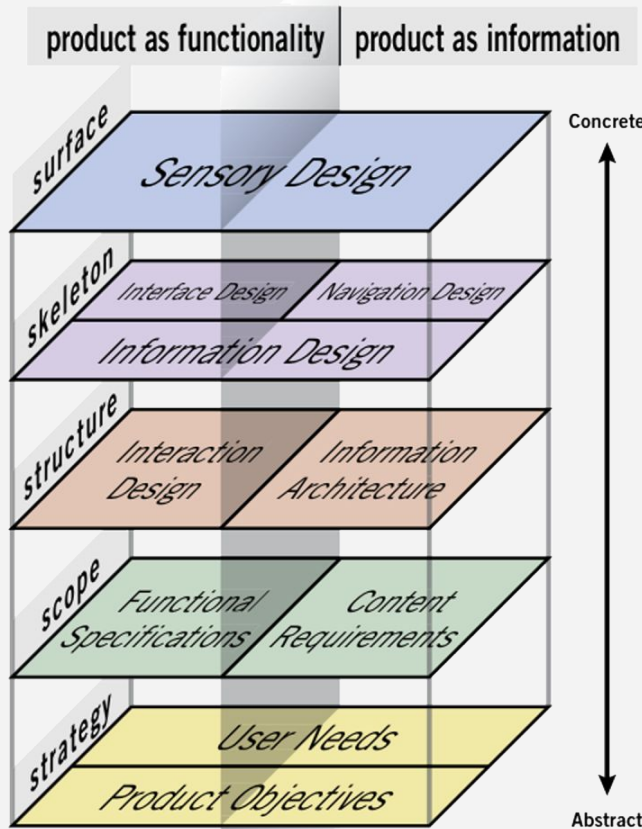 product as functionality
product as information
Concrete
surface
Sensory Design
skeleton
Interface Design
Navigation Design
Information Design
structure
Interaction
Design
Information
Architecture
scope
Functional
Specifications
Content
Requirements
strategy
User Needs
Product Objectives
Abstract